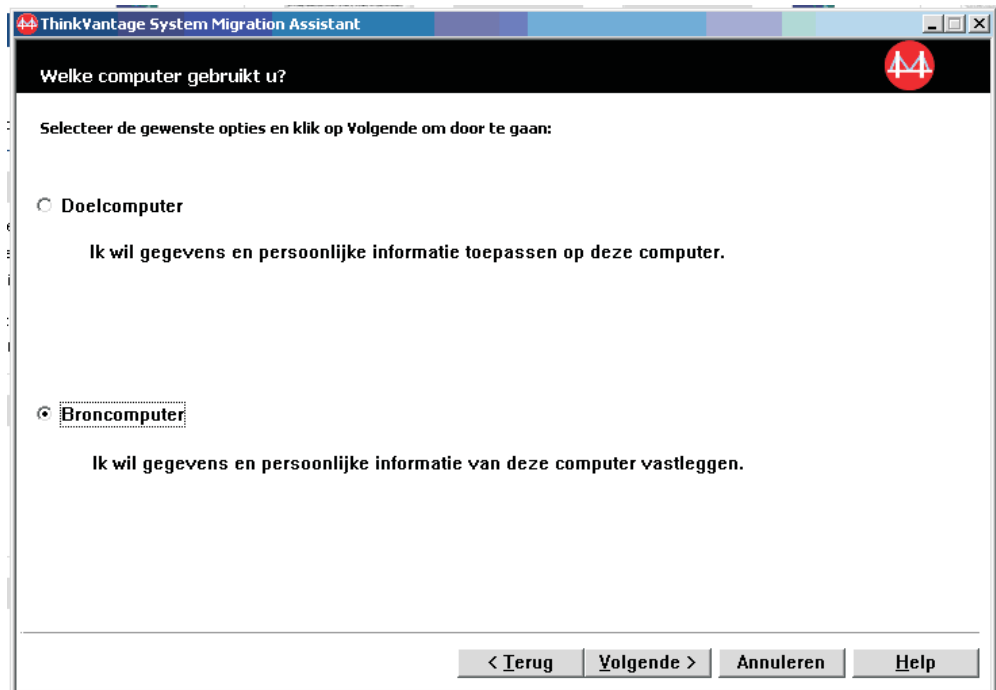 ThinkVantage System Migration Assistant
Welke computer gebruikt u?
Selecteer de gewenste opties en klik op Volgende om door te gaan:
Doelcomputer
Ik wil gegevens en persoonlijke informatie toepassen op deze computer.
Broncomputer
Ik wil gegevens en persoonlijke informatie van deze computer vastleggen.
< Terug Volgende > Annuleren Help